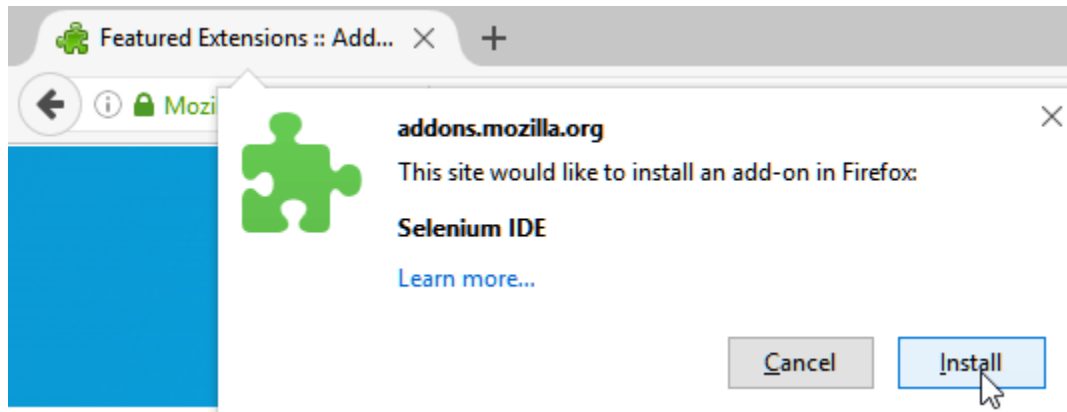 Featured Extensions :: Add...
Mozi
addons.mozilla.org
This site would like to install an add-on in Firefox:
Selenium IDE
Learn more...
Cancel
Install